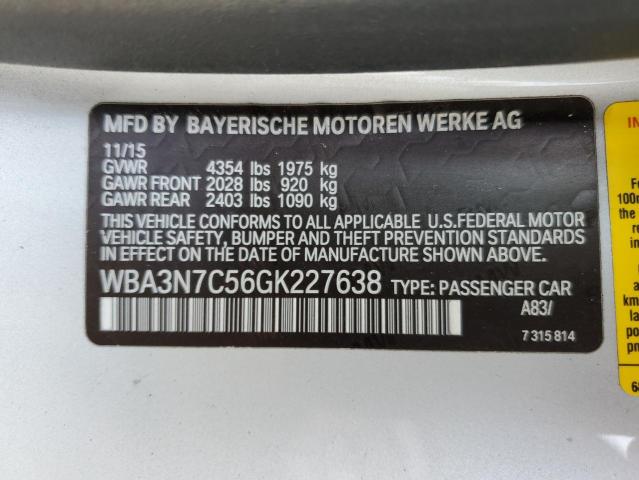 MFD BY BAYERISCHE MOTOREN WERKE AG
11/15
GVWR 4354 lbs 1975 kg
GAWR FRONT 2028 lbs 920 kg
GAWR REAR 2403 lbs 1090 kg
THIS VEHICLE CONFORMS TO ALL APPLICABLE U.S.FEDERAL MOTOR
VEHICLE SAFETY, BUMPER AND THEFT PREVENTION STANDARDS
IN EFFECT ON THE DATE OF MANUFACTURE SHOWN ABOVE.
WBA3N7C56GK227638 TYPE: PASSENGER CAR
A83/
7 315 814
IN
100
the